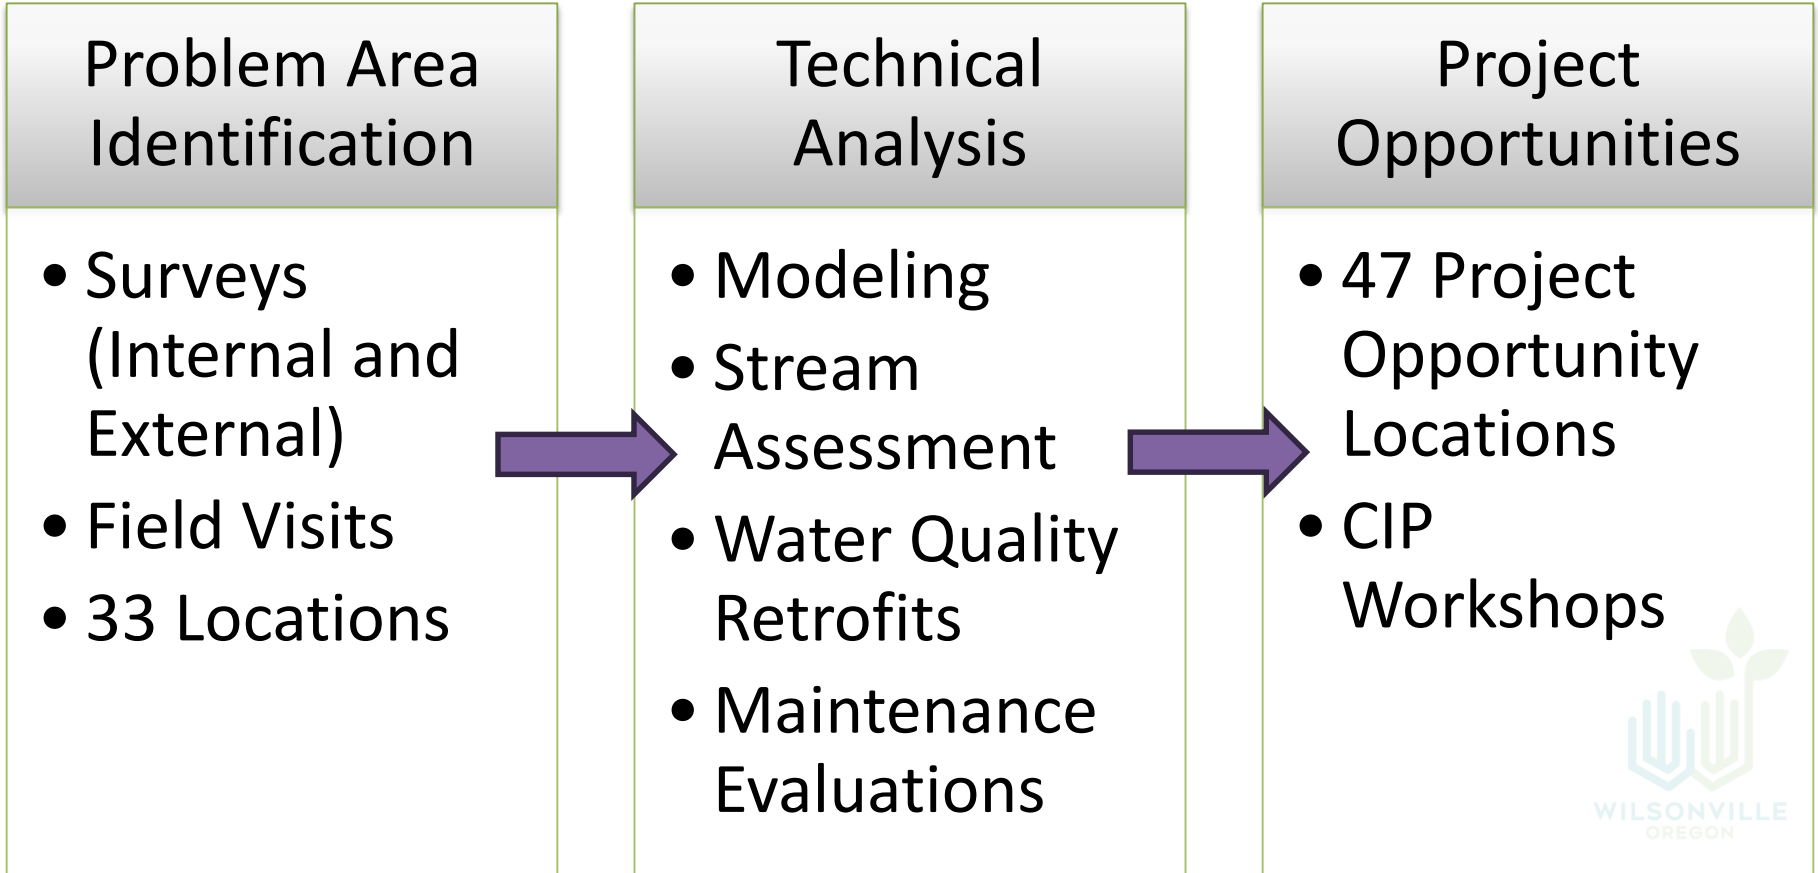 Problem Area
Identification
• Surveys
(Internal and
External)
• Field Visits
• 33 Locations
Technical
Analysis
• Modeling
• Stream
Assessment
• Water Quality
Retrofits
• Maintenance
Evaluations
Project
Opportunities
• 47 Project
Opportunity
Locations
• CIP
Workshops
WILSONVILLE
OREGON